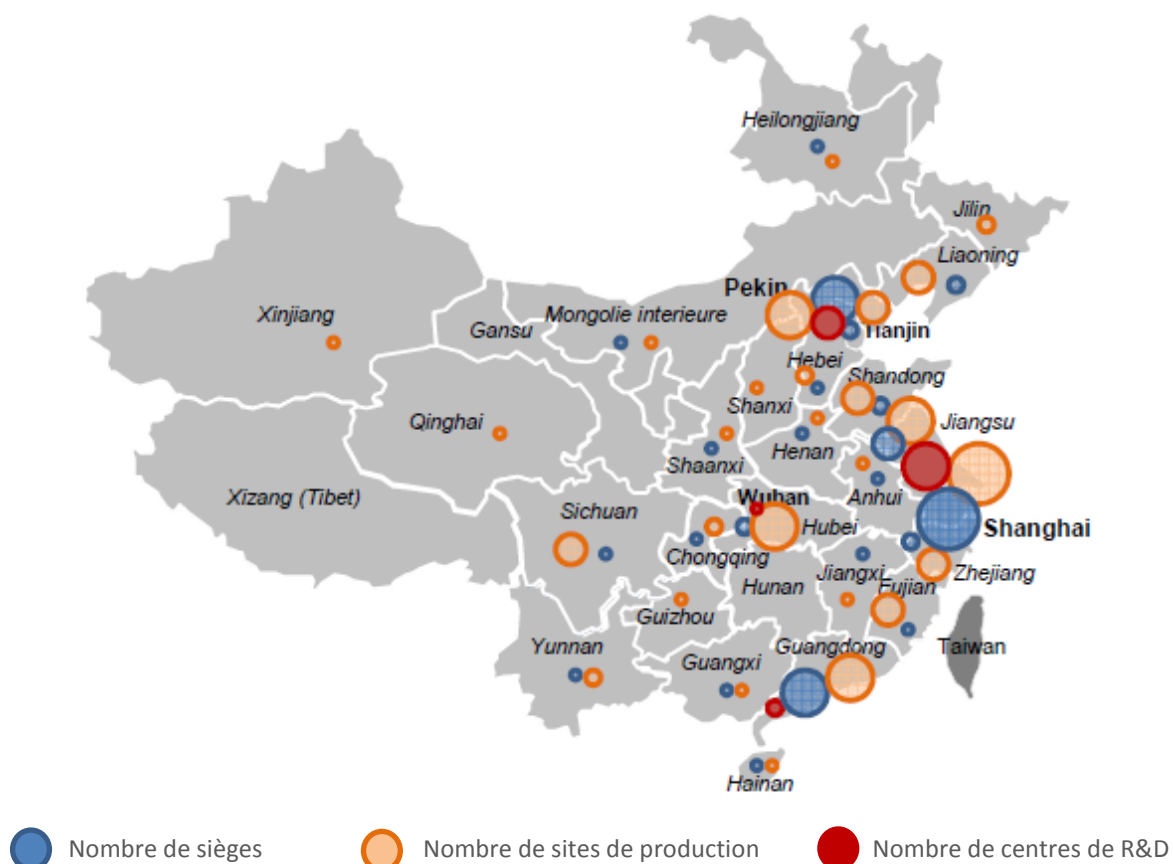 Heilongjiang
Jilin
Liaoning
Pekin
Xinjiang
Gansu
Mongolie interieure
Tianjin
Hebei
Shandong
Shanxi
Qinghai
Jiangsu
Shaanxi
Henan
Xizang (Tibet)
Anhui
Wuhan
Sichuan
Hubei
Shanghai
Chongqing
Hunan
Jiangxi
Fujian
Zhejiang
Guizhou
Yunnan
Guangxi
Guangdong
Taiwan
Hainan
Nombre de sièges
Nombre de sites de production
Nombre de centres de R&D